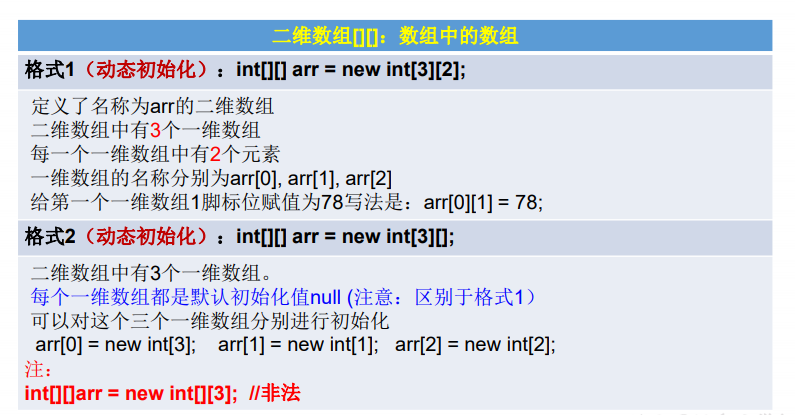 二维数组[][]：数组中的数组
格式1（动态初始化）：int[][] arr = new int[3][2];
定义了名称为arr的二维数组
二维数组中有3个一维数组
每一个一维数组中有2个元素
一维数组的名称分别为arr[0], arr[1], arr[2]
给第一个一维数组1脚标位赋值为78写法是：arr[0][1] = 78;
格式2（动态初始化）：int[][] arr = new int[3][];
二维数组中有3个一维数组。
每个一维数组都是默认初始化值null (注意：区别于格式1）
可以对这个三个一维数组分别进行初始化
arr[0] = new int[3]; arr[1] = new int[1]; arr[2] = new int[2];
注：
int[][]arr = new int[][3]; //非法